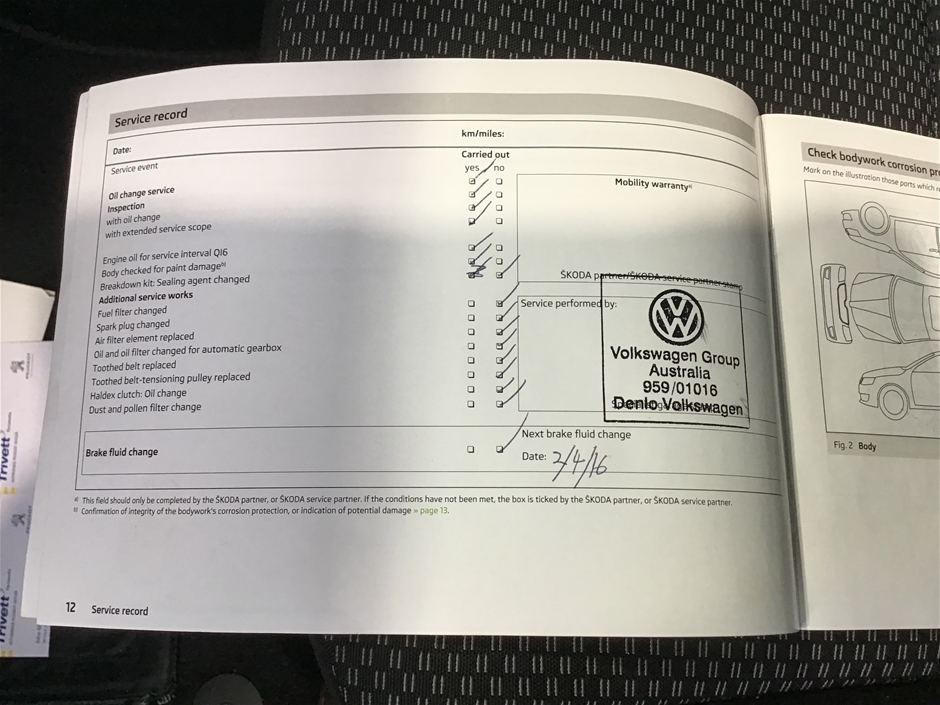 Service record
km/miles:
Date:
Carried out
Service event
yes no
Mobility warranty a)
Oil change service
Inspection
with oil change
with extended service scope
Engine oil for service interval QI6
Body checked for paint damage b)
Breakdown kit: Sealing agent changed
ŠKODA partner/ŠKODA service partner stamp
Additional service works
Service performed by:
Fuel filter changed
Spark plug changed
Air filter element replaced
Oil and oil filter changed for automatic gearbox
Toothed belt replaced
Toothed belt-tensioning pulley replaced
Haldex clutch: Oil change
Dust and pollen filter change
Volkswagen Group
Australia
959/01016
Denlo Volkswagen
Brake fluid change
Next brake fluid change
Date: 2/4/16
a) This field should only be completed by the ŠKODA partner, or ŠKODA service partner. If the conditions have not been met, the box is ticked by the ŠKODA partner, or ŠKODA service partner.
b) Confirmation of integrity of the bodywork's corrosion protection, or indication of potential damage » page 13.
12 Service record
Check bodywork corrosion
Mark on the illustration those parts which
Fig. 2 Body
Trivett
Trivett